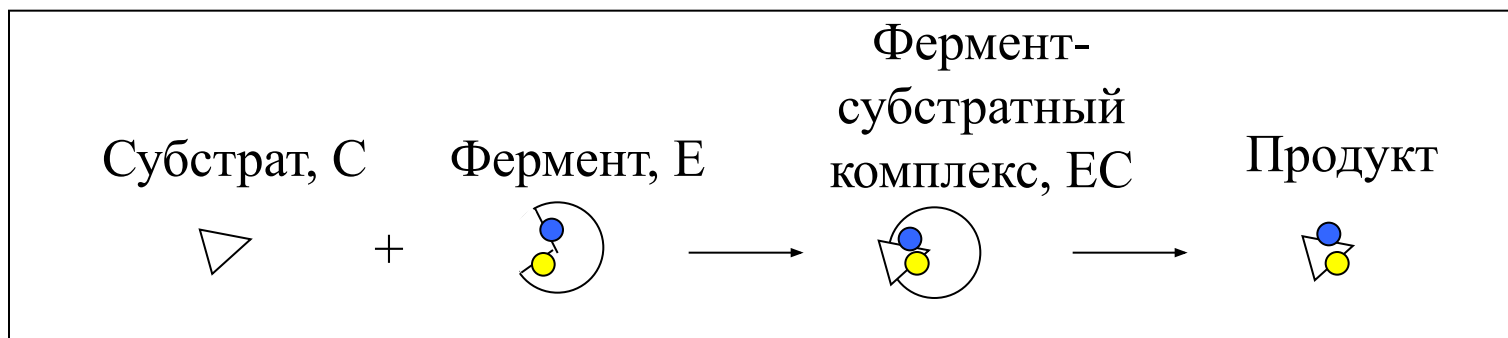 Субстрат, С
+
Фермент, Е
Фермент-
субстратный
комплекс, ЕС
Продукт